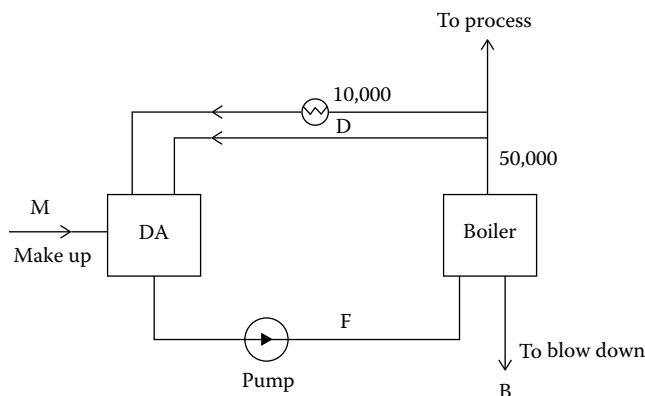 To process
10,000
D
50,000
M
Make up
DA
Boiler
F
Pump
To blow down
B